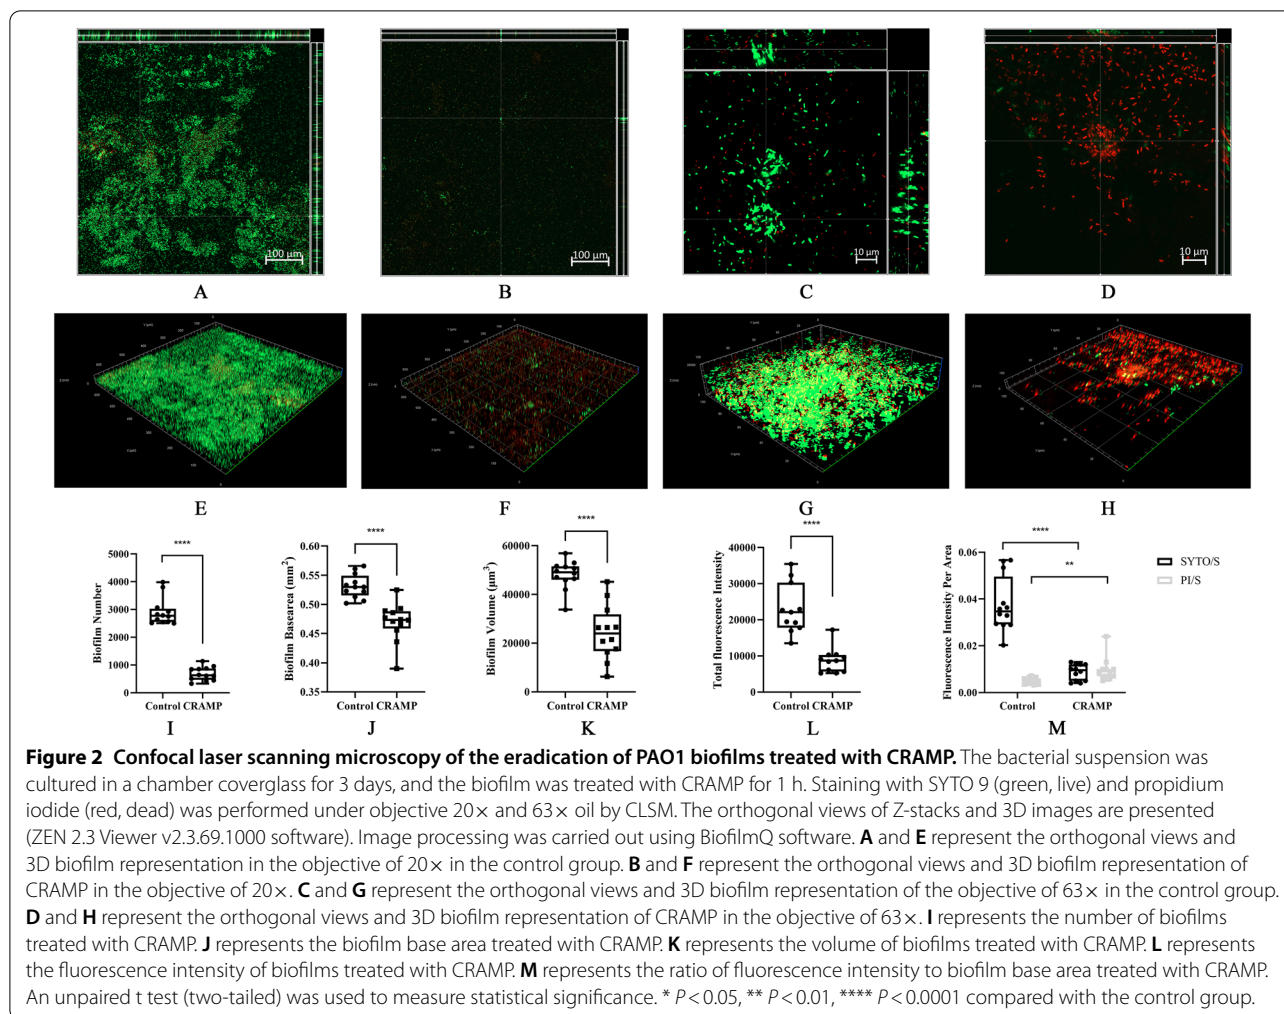 100 µm
100 µm
10 µm
10 µm
A
B
C
D
E
F
G
H
Biofilm Number
5000
4000
3000
2000
1000
0
****
Control CRAMP
I
Biofilm Basearea (mm²)
0.60
0.55
0.50
0.45
0.40
0.35
****
Control CRAMP
J
Biofilm Volume (µm³)
60000
40000
20000
0
****
Control CRAMP
K
Total fluorescence Intensity
40000
30000
20000
10000
0
****
Control CRAMP
L
Fluorescence Intensity Per Area
0.06
0.04
0.02
0.00
****
**
SYTO/S
PI/S
Control
CRAMP
M
Figure 2 Confocal laser scanning microscopy of the eradication of PAO1 biofilms treated with CRAMP. The bacterial suspension was
cultured in a chamber coverglass for 3 days, and the biofilm was treated with CRAMP for 1 h. Staining with SYTO 9 (green, live) and propidium
iodide (red, dead) was performed under objective 20× and 63× oil by CLSM. The orthogonal views of Z-stacks and 3D images are presented
(ZEN 2.3 Viewer v2.3.69.1000 software). Image processing was carried out using BiofilmQ software. A and E represent the orthogonal views and
3D biofilm representation in the objective of 20× in the control group. B and F represent the orthogonal views and 3D biofilm representation of
CRAMP in the objective of 20×. C and G represent the orthogonal views and 3D biofilm representation of the objective of 63× in the control group.
D and H represent the orthogonal views and 3D biofilm representation of CRAMP in the objective of 63×. I represents the number of biofilms
treated with CRAMP. J represents the biofilm base area treated with CRAMP. K represents the volume of biofilms treated with CRAMP. L represents
the fluorescence intensity of biofilms treated with CRAMP. M represents the ratio of fluorescence intensity to biofilm base area treated with CRAMP.
An unpaired t test (two-tailed) was used to measure statistical significance. * P < 0.05, ** P < 0.01, **** P < 0.0001 compared with the control group.